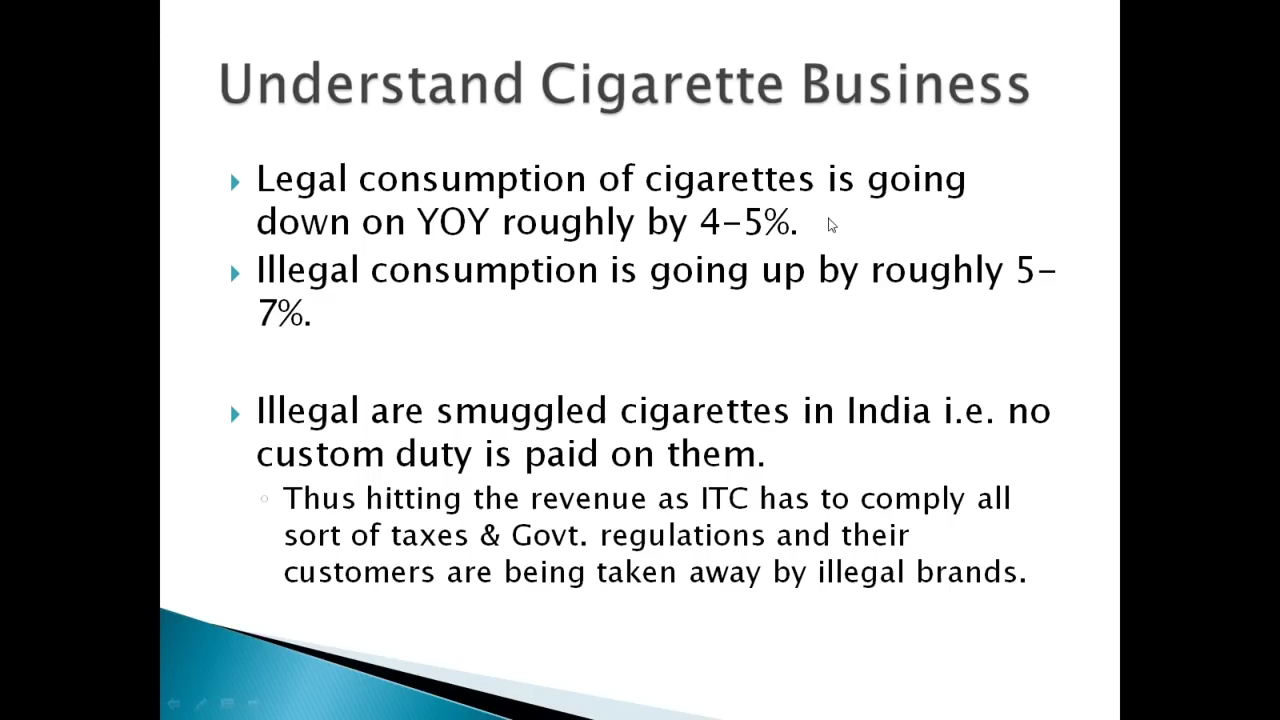 Understand Cigarette Business
Legal consumption of cigarettes is going
down on YOY roughly by 4-5%.
Illegal consumption is going up by roughly 5-
7%.
Illegal are smuggled cigarettes in India i.e. no
custom duty is paid on them.
Thus hitting the revenue as ITC has to comply all
sort of taxes & Govt. regulations and their
customers are being taken away by illegal brands.